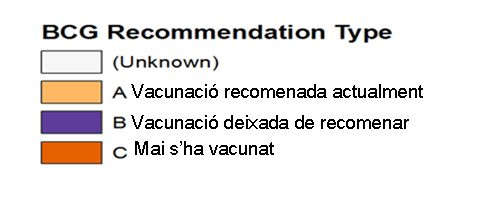 BCG Recommendation Type
(Unknown)
A Vacunació recomenada actualment
B Vacunació deixada de recomenar
C Mai s'ha vacunat